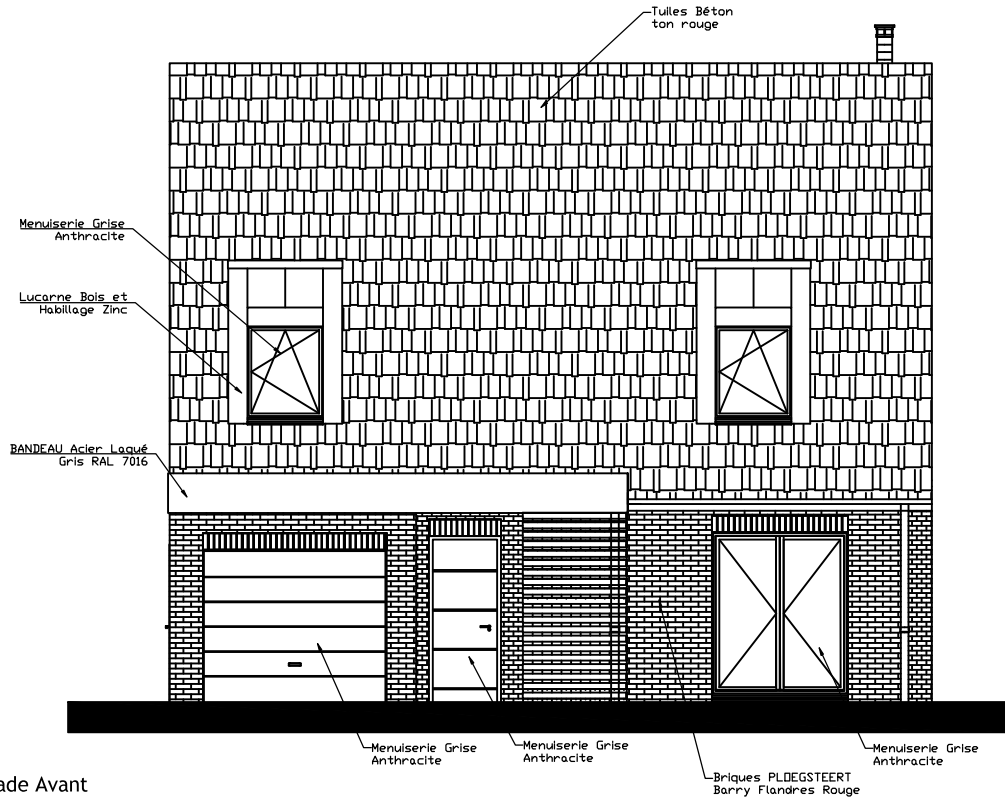 Tuiles Béton
ton rouge
Menuiserie Grise
Anthracite
Lucarne Bois et
Habillage Zinc
BANDEAU Acier Laqué
Gris RAL 7016
Menuiserie Grise
Anthracite
Menuiserie Grise
Anthracite
Menuiserie Grise
Anthracite
Briques PLOEGSTEERT
Barry Flandres Rouge
ade Avant